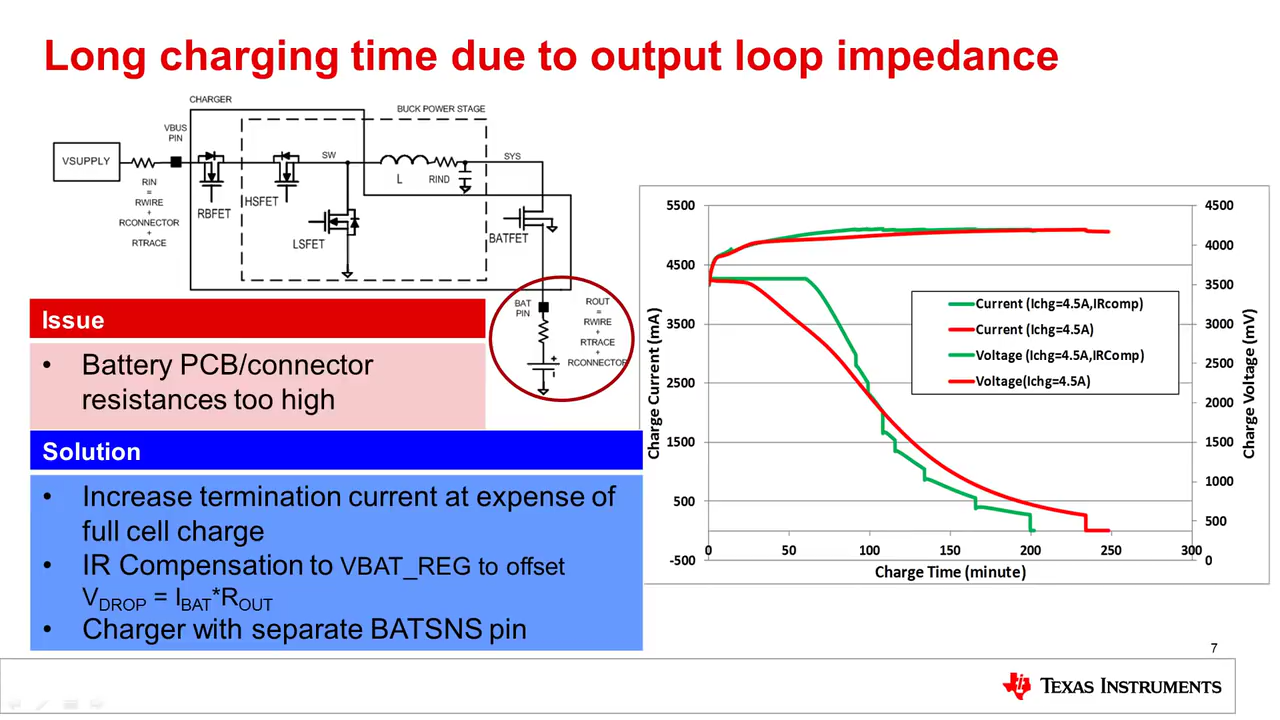 Long charging time due to output loop impedance
CHARGER
BUCK POWER STAGE
VBUS
PIN
VSUPPLY
SW
SYS
RIN
=
RWIRE
+
RCONNECTOR
+
RTRACE
RBFET
HSFET
L
RIND
LSFET
BATFET
BAT
PIN
ROUT
=
RWIRE
+
RTRACE
+
RCONNECTOR
+
Issue
• Battery PCB/connector
resistances too high
Solution
• Increase termination current at expense of
full cell charge
• IR Compensation to VBAT_REG to offset
VDROP = IBAT*ROUT
• Charger with separate BATSNS pin
5500
4500
3500
2500
1500
500
-500
Charge Current (mA)
4500
4000
3500
3000
2500
2000
1500
1000
500
0
Charge Voltage (mV)
Current (Ichg=4.5A,IRcomp)
Current (Ichg=4.5A)
Voltage (Ichg=4.5A,IRComp)
Voltage(Ichg=4.5A)
0 50 100 150 200 250 300
Charge Time (minute)
7
TEXAS INSTRUMENTS